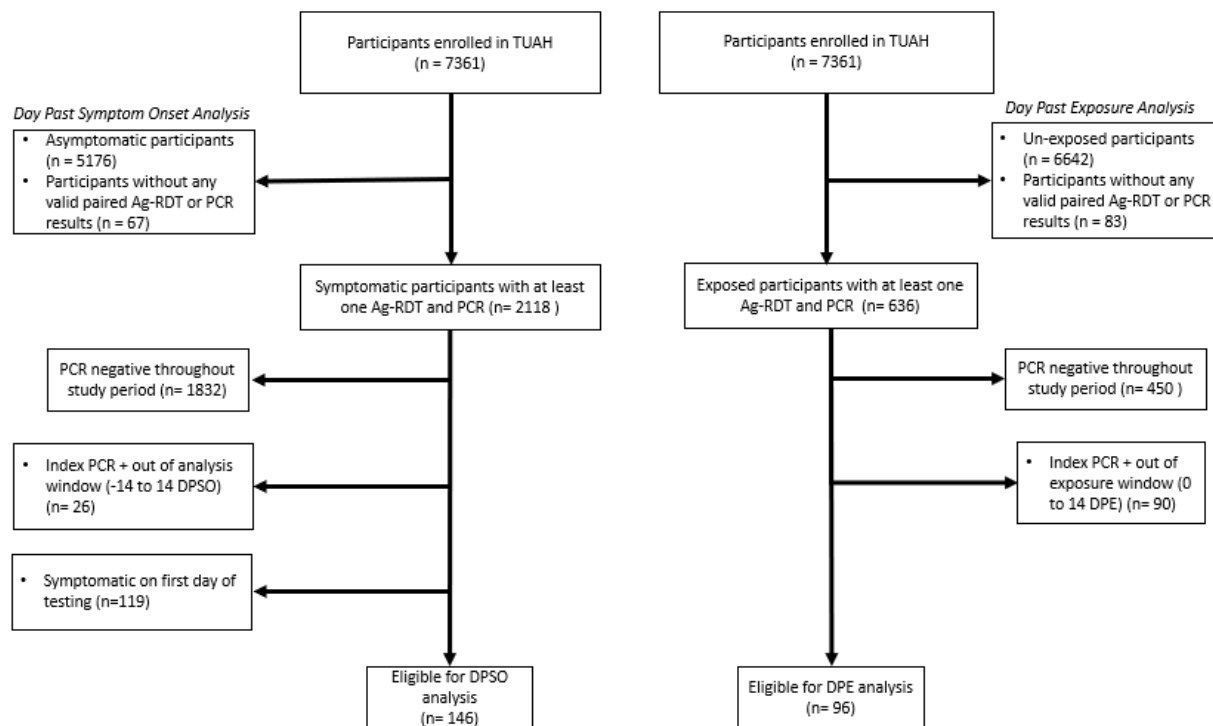 Participants enrolled in TUAH
(n = 7361)
Day Past Symptom Onset Analysis
• Asymptomatic participants
(n = 5176)
• Participants without any
valid paired Ag-RDT or PCR
results (n = 67)
Symptomatic participants with at least
one Ag-RDT and PCR (n= 2118 )
PCR negative throughout
study period (n= 1832)
• Index PCR + out of analysis
window (-14 to 14 DPSO)
(n= 26)
• Symptomatic on first day of
testing (n=119)
Eligible for DPSO
analysis
(n= 146)
Participants enrolled in TUAH
(n = 7361)
Day Past Exposure Analysis
• Un-exposed participants
(n = 6642)
• Participants without any
valid paired Ag-RDT or PCR
results (n = 83)
Exposed participants with at least one
Ag-RDT and PCR (n= 636)
PCR negative throughout
study period (n= 450 )
• Index PCR + out of
exposure window (0
to 14 DPE) (n= 90)
Eligible for DPE analysis
(n= 96)